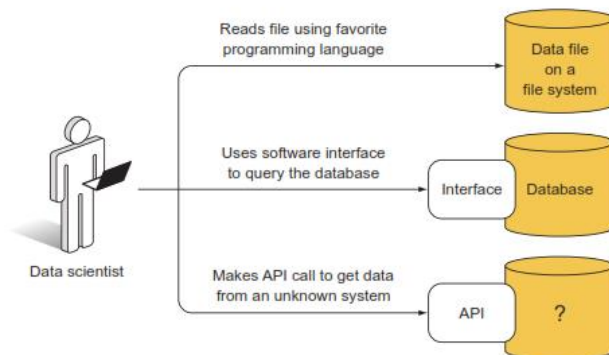 Reads file using favorite
programming language
Data file
on a
file system
Uses software interface
to query the database
Interface
Database
Data scientist
Makes API call to get data
from an unknown system
API
?